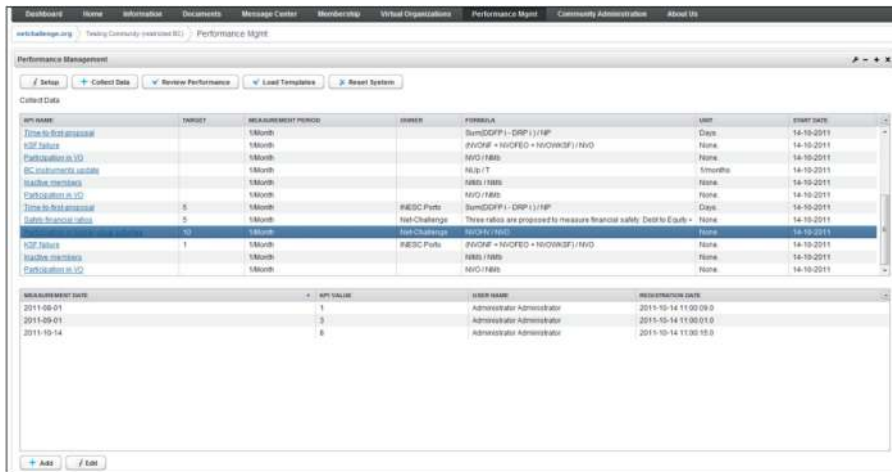 Dashboard Home Information Documents Message Center Membership Virtual Organizations Performance Mgmt Community Administration About Us
netchallenge.org Testing Community (restricted BC) Performance Mgmt
Performance Management
Setup Collect Data Review Performance Load Templates Reset System
Collect Data
KPI NAME TARGET MEASUREMENT PERIOD OWNER FORMULA UNIT START DATE
Time to first proposal 1/Month Sum(DDFP i - DRP i ) / NP Days 14-10-2011
KSF failure 1/Month (NVONF + NVOFEO + NVOWKSF) / NVO None 14-10-2011
Participation in VO 1/Month NVO / NMs None 14-10-2011
BC instruments update 1/Month NUp / T 1/months 14-10-2011
Inactive members 1/Month NIMs / NMs None 14-10-2011
Participation in VO 1/Month NVO / NMs None 14-10-2011
Time to first proposal 6 1/Month INESC Porto Sum(DDFP i - DRP i ) / NP Days 14-10-2011
Safety financial ratios 5 1/Month Net-Challenge Three ratios are proposed to measure financial safety: Debt to Equity - None 14-10-2011
10 1/Month Net-Challenge / NVO None 14-10-2011
KSF failure 1 1/Month INESC Porto (NVONF + NVOFEO + NVOWKSF) / NVO None 14-10-2011
Inactive members 1/Month NIMs / NMs None 14-10-2011
Participation in VO 1/Month NVO / NMs None 14-10-2011
MEASUREMENT DATE KPI VALUE USER NAME REGISTRATION DATE
2011-08-01 1 Administrator Administrator 2011-10-14 11:00:09.0
2011-09-01 3 Administrator Administrator 2011-10-14 11:00:01.0
2011-10-14 6 Administrator Administrator 2011-10-14 11:00:15.0
Add Edit